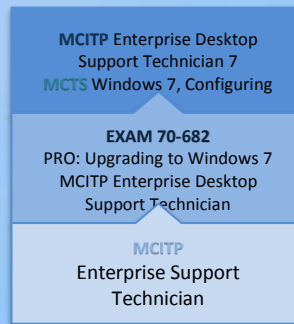 MCITP Enterprise Desktop
Support Technician 7
MCTS Windows 7, Configuring
EXAM 70-682
PRO: Upgrading to Windows 7
MCITP Enterprise Desktop
Support Technician
MCITP
Enterprise Support
Technician